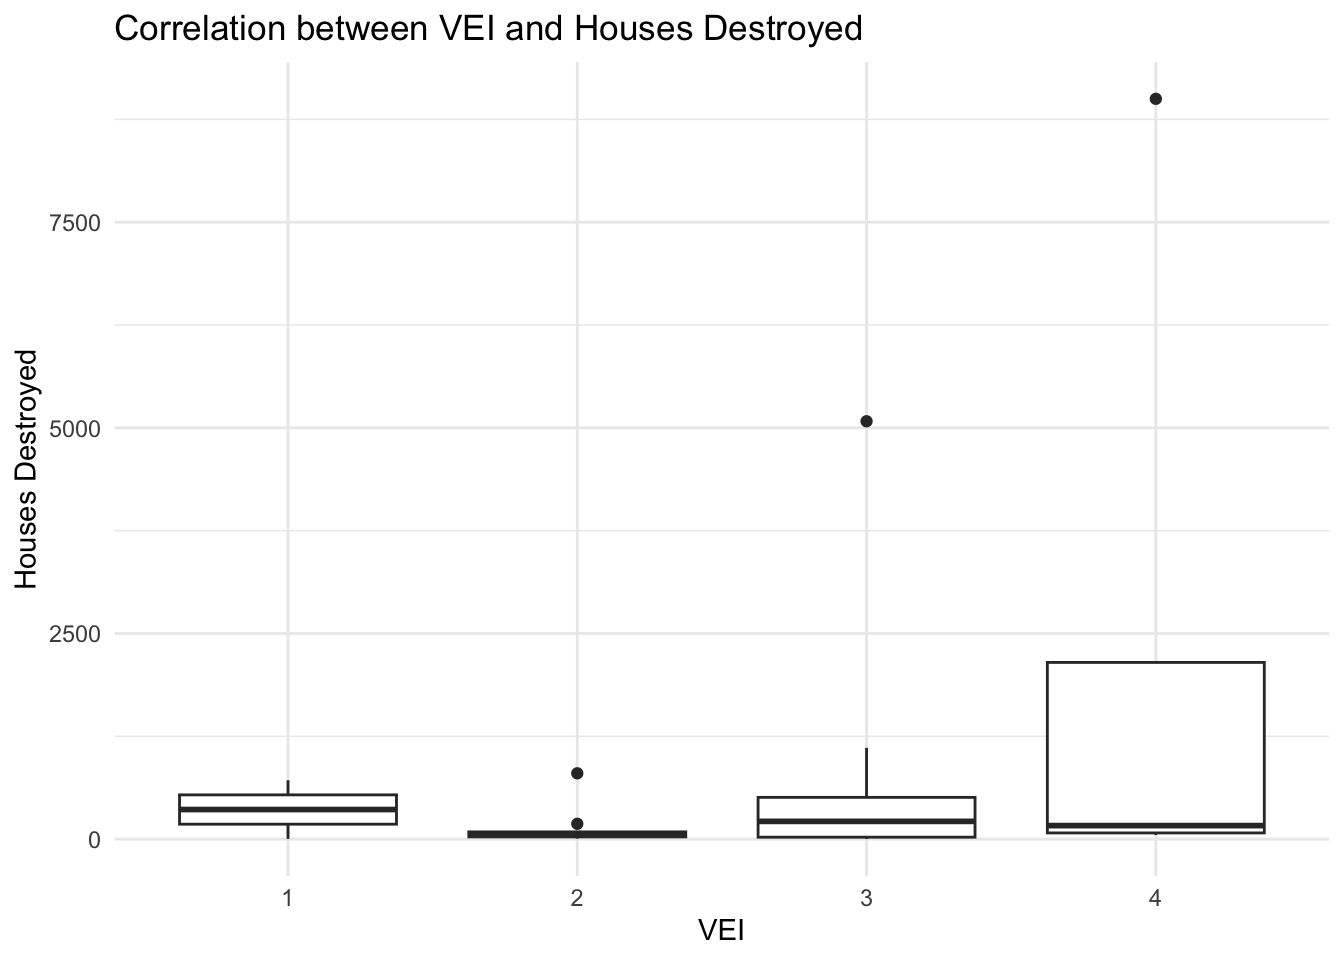 Correlation between VEI and Houses Destroyed
Houses Destroyed
7500
5000
2500
0
1 2 3 4
VEI